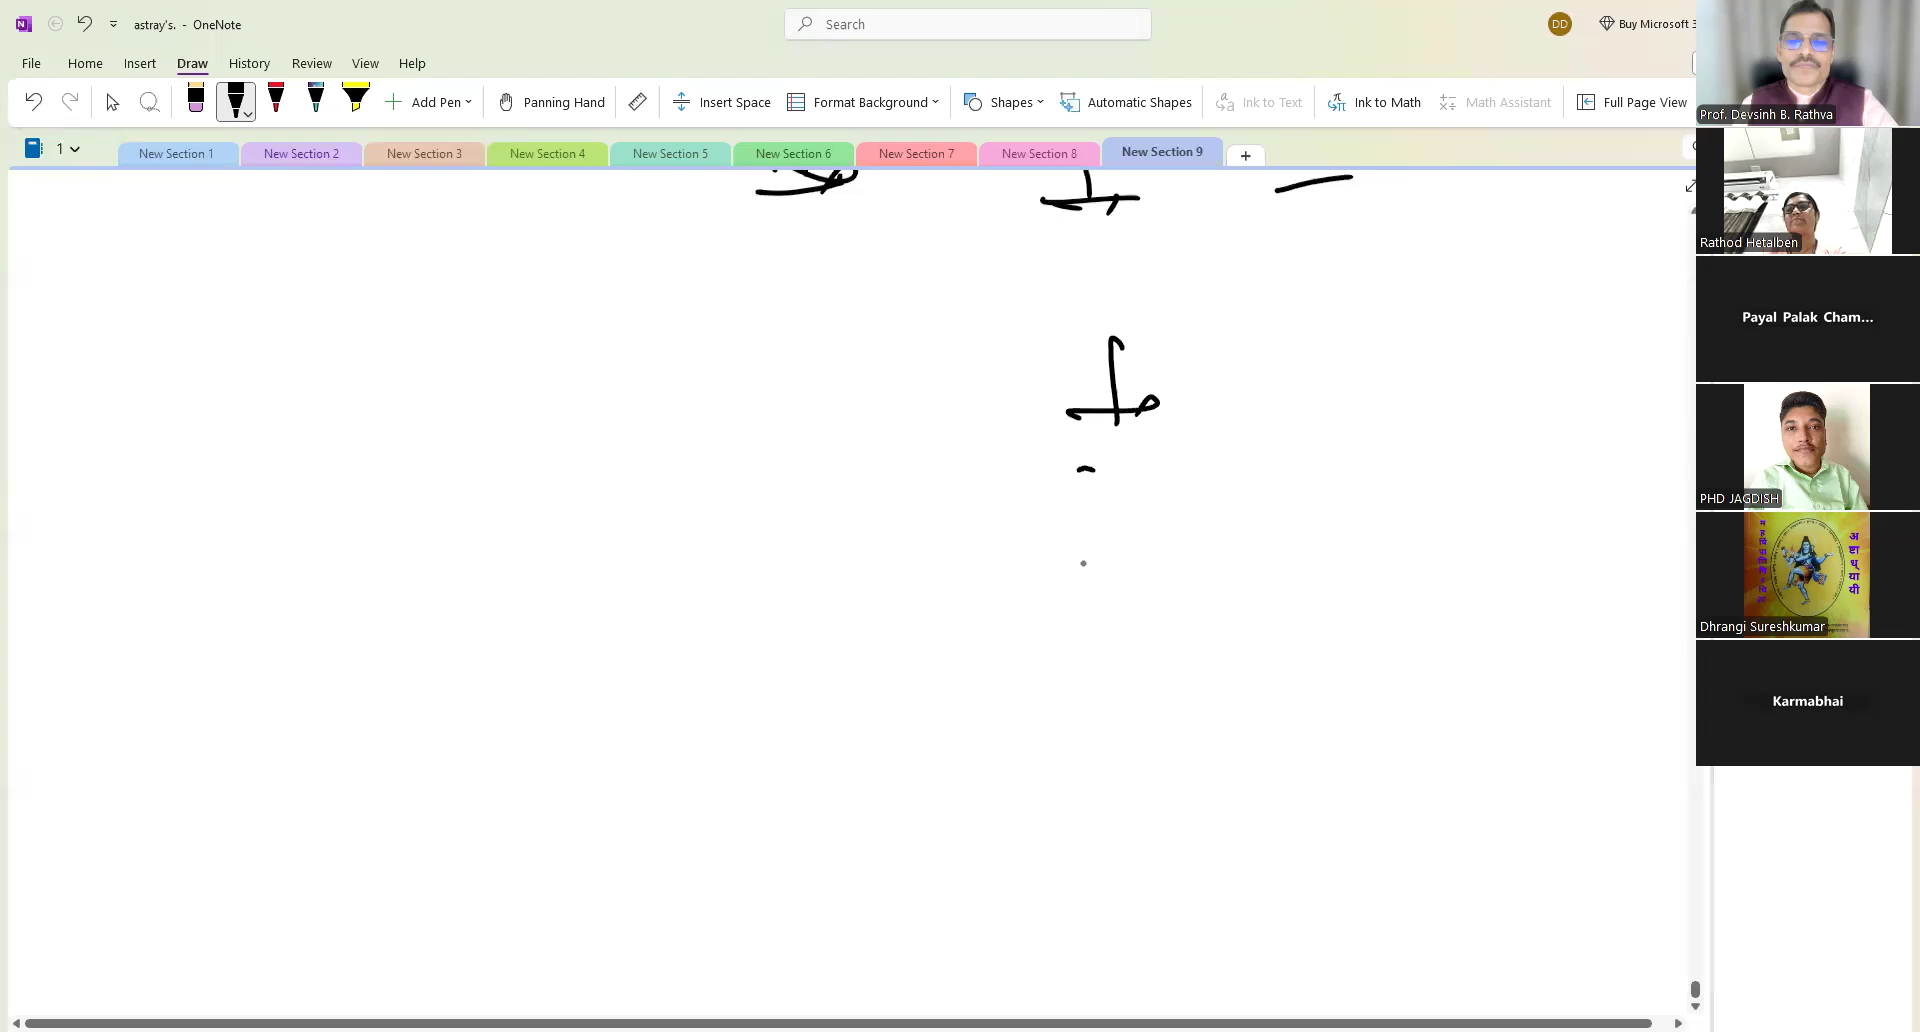 astray's. - OneNote
Search
DD
Buy Microsoft 3
File Home Insert Draw History Review View Help
Add Pen
Panning Hand
Insert Space
Format Background
Shapes
Automatic Shapes
Ink to Text
Ink to Math
Math Assistant
Full Page View
1
New Section 1
New Section 2
New Section 3
New Section 4
New Section 5
New Section 6
New Section 7
New Section 8
New Section 9
+
Prof. Devsinh B. Rathva
Rathod Hetalben
Payal Palak Cham...
PHD JAGDISH
अष्टाध्यायी
Dhrangi Sureshkumar
Karmabhai